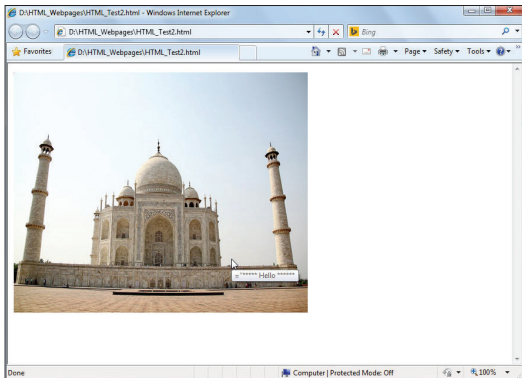 D:\HTML_Webpages\HTML_Test2.html - Windows Internet Explorer
D:\HTML_Webpages\HTML_Test2.html
Bing
Favorites
D:\HTML_Webpages\HTML_Test2.html
Page
Safety
Tools
="***** Hello ******
Done
Computer | Protected Mode: Off
100%